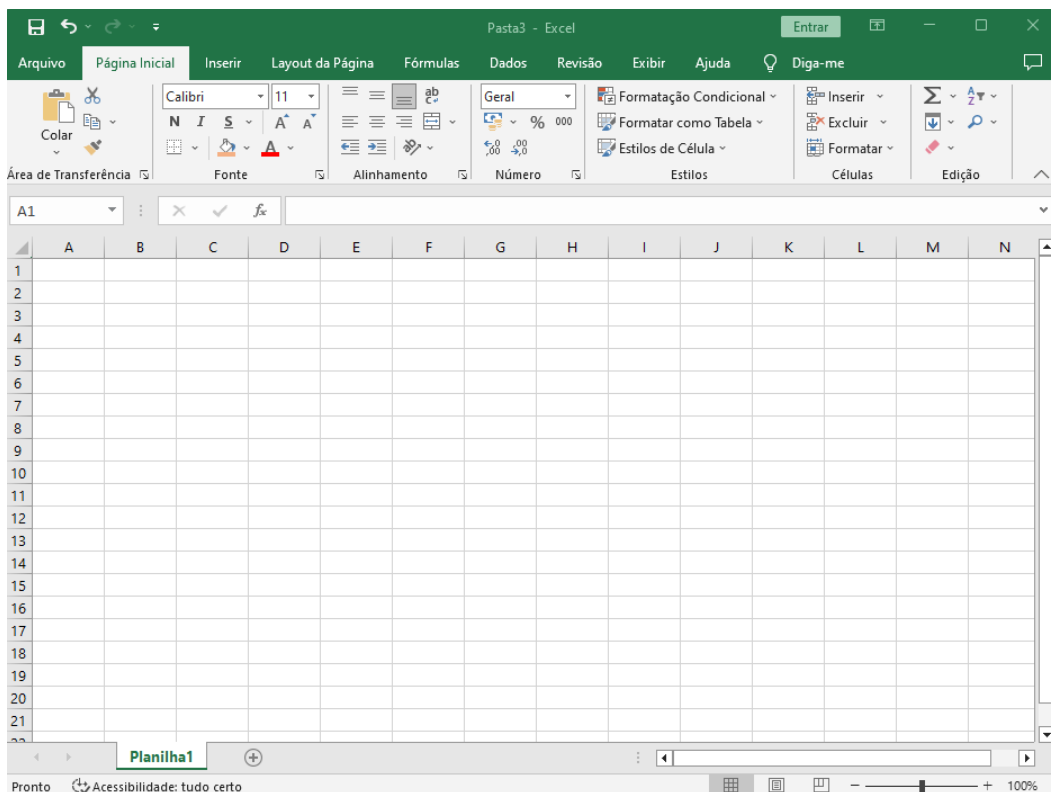 Pasta3 - Excel Entrar
Arquivo Página Inicial Inserir Layout da Página Fórmulas Dados Revisão Exibir Ajuda Diga-me
Colar
Calibri 11
N I S A A
A
ab
Geral
% 000
,00 ,00
Formatação Condicional
Formatar como Tabela
Estilos de Célula
Inserir
Excluir
Formatar
Σ A Z
Área de Transferência Fonte Alinhamento Número Estilos Células Edição
A1 fx
A B C D E F G H I J K L M N
1
2
3
4
5
6
7
8
9
10
11
12
13
14
15
16
17
18
19
20
21
Planilha1
Pronto Acessibilidade: tudo certo 100%